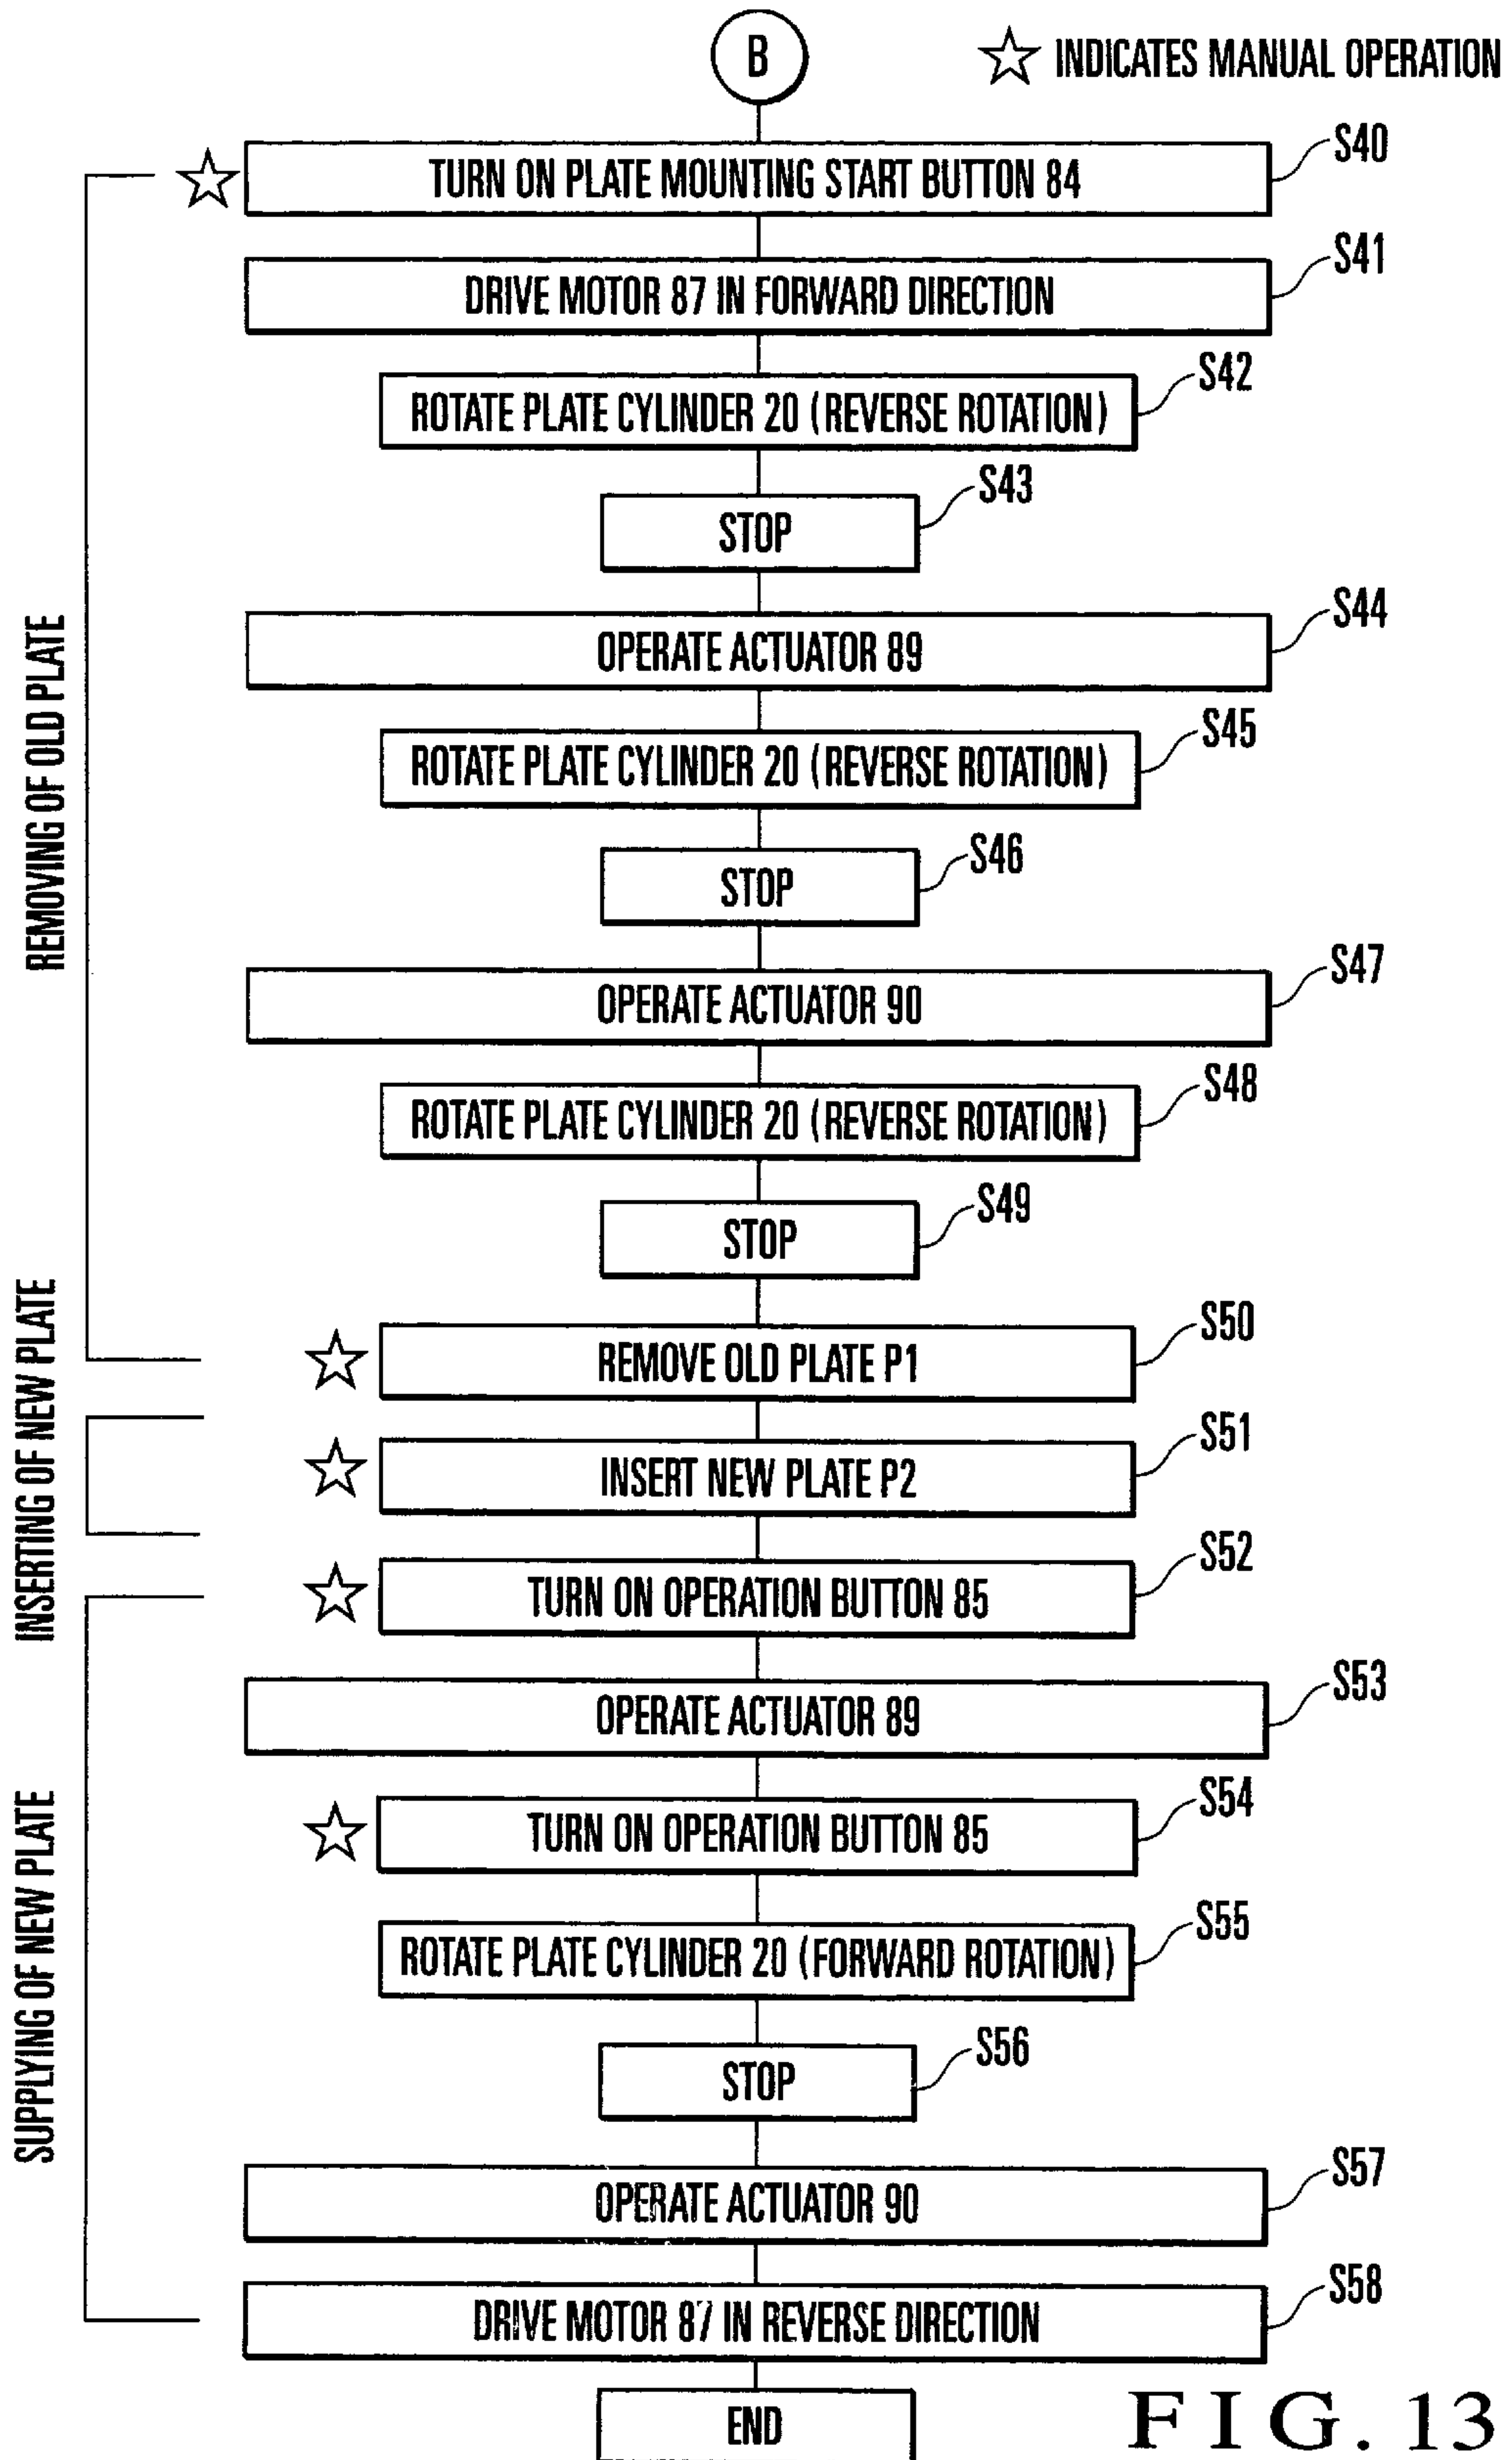 B
☆ INDICATES MANUAL OPERATION
S40
☆ TURN ON PLATE MOUNTING START BUTTON 84
S41
DRIVE MOTOR 87 IN FORWARD DIRECTION
S42
ROTATE PLATE CYLINDER 20 (REVERSE ROTATION)
S43
STOP
S44
OPERATE ACTUATOR 89
S45
ROTATE PLATE CYLINDER 20 (REVERSE ROTATION)
S46
STOP
S47
OPERATE ACTUATOR 90
S48
ROTATE PLATE CYLINDER 20 (REVERSE ROTATION)
S49
STOP
S50
☆ REMOVE OLD PLATE P1
REMOVING OF OLD PLATE
S51
☆ INSERT NEW PLATE P2
INSERTING OF NEW PLATE
S52
☆ TURN ON OPERATION BUTTON 85
S53
OPERATE ACTUATOR 89
S54
☆ TURN ON OPERATION BUTTON 85
S55
ROTATE PLATE CYLINDER 20 (FORWARD ROTATION)
S56
STOP
S57
OPERATE ACTUATOR 90
S58
DRIVE MOTOR 87 IN REVERSE DIRECTION
SUPPLYING OF NEW PLATE
END
FIG. 13